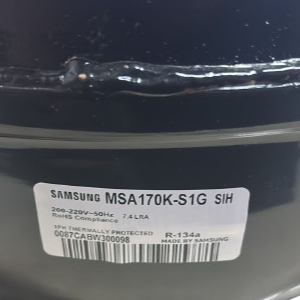 SAMSUNG MSA170K-S1G SIH
200-220V~50Hz 7.4 LRA
RoHS Compliance
1PH THERMALLY PROTECTED R-134a
0087CABW300098 MADE BY SAMSUNG